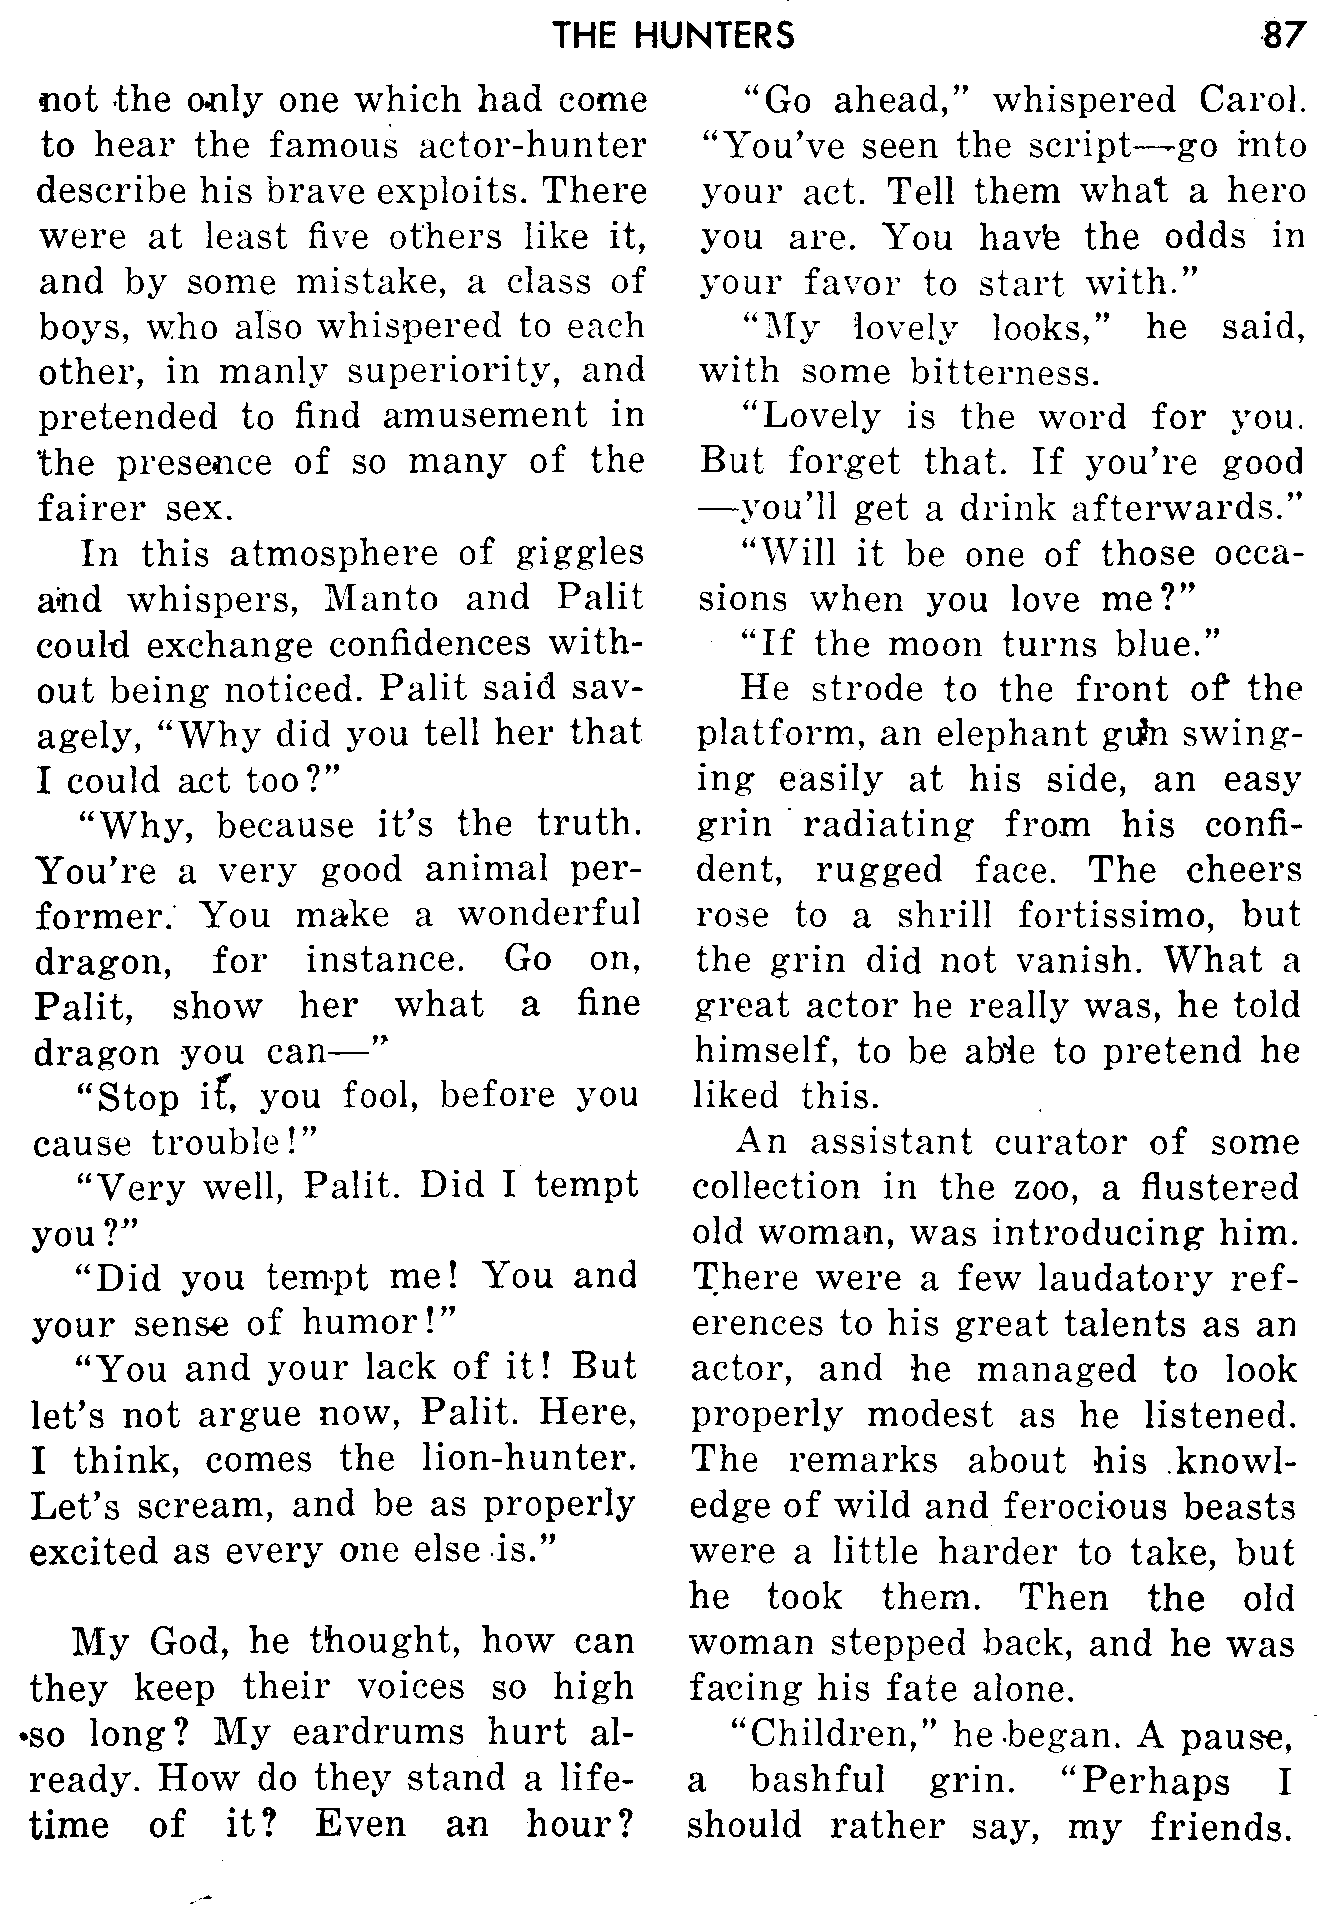 THE HUNTERS 87
not the only one which had come
to hear the famous actor-hunter
describe his brave exploits. There
were at least five others like it,
and by some mistake, a class of
boys, who also whispered to each
other, in manly superiority, and
pretended to find amusement in
the presence of so many of the
fairer sex.
In this atmosphere of giggles
and whispers, Manto and Palit
could exchange confidences with-
out being noticed. Palit said sav-
agely, “Why did you tell her that
I could act too?”
“Why, because it’s the truth.
You’re a very good animal per-
former. You make a wonderful
dragon, for instance. Go on,
Palit, show her what a fine
dragon you can—”
“Stop it, you fool, before you
cause trouble!”
“Very well, Palit. Did I tempt
you?”
“Did you tempt me! You and
your sense of humor!”
“You and your lack of it! But
let’s not argue now, Palit. Here,
I think, comes the lion-hunter.
Let’s scream, and be as properly
excited as every one else is.”
My God, he thought, how can
they keep their voices so high
so long? My eardrums hurt al-
ready. How do they stand a life-
time of it? Even an hour?
“Go ahead,” whispered Carol.
“You’ve seen the script—go into
your act. Tell them what a hero
you are. You have the odds in
your favor to start with.”
“My lovely looks,” he said,
with some bitterness.
“Lovely is the word for you.
But forget that. If you’re good
—you’ll get a drink afterwards.”
“Will it be one of those occa-
sions when you love me?”
“If the moon turns blue.”
He strode to the front of the
platform, an elephant gun swing-
ing easily at his side, an easy
grin radiating from his confi-
dent, rugged face. The cheers
rose to a shrill fortissimo, but
the grin did not vanish. What a
great actor he really was, he told
himself, to be able to pretend he
liked this.
An assistant curator of some
collection in the zoo, a flustered
old woman, was introducing him.
There were a few laudatory ref-
erences to his great talents as an
actor, and he managed to look
properly modest as he listened.
The remarks about his knowl-
edge of wild and ferocious beasts
were a little harder to take, but
he took them. Then the old
woman stepped back, and he was
facing his fate alone.
“Children,” he began. A pause,
a bashful grin. “Perhaps I
should rather say, my friends.